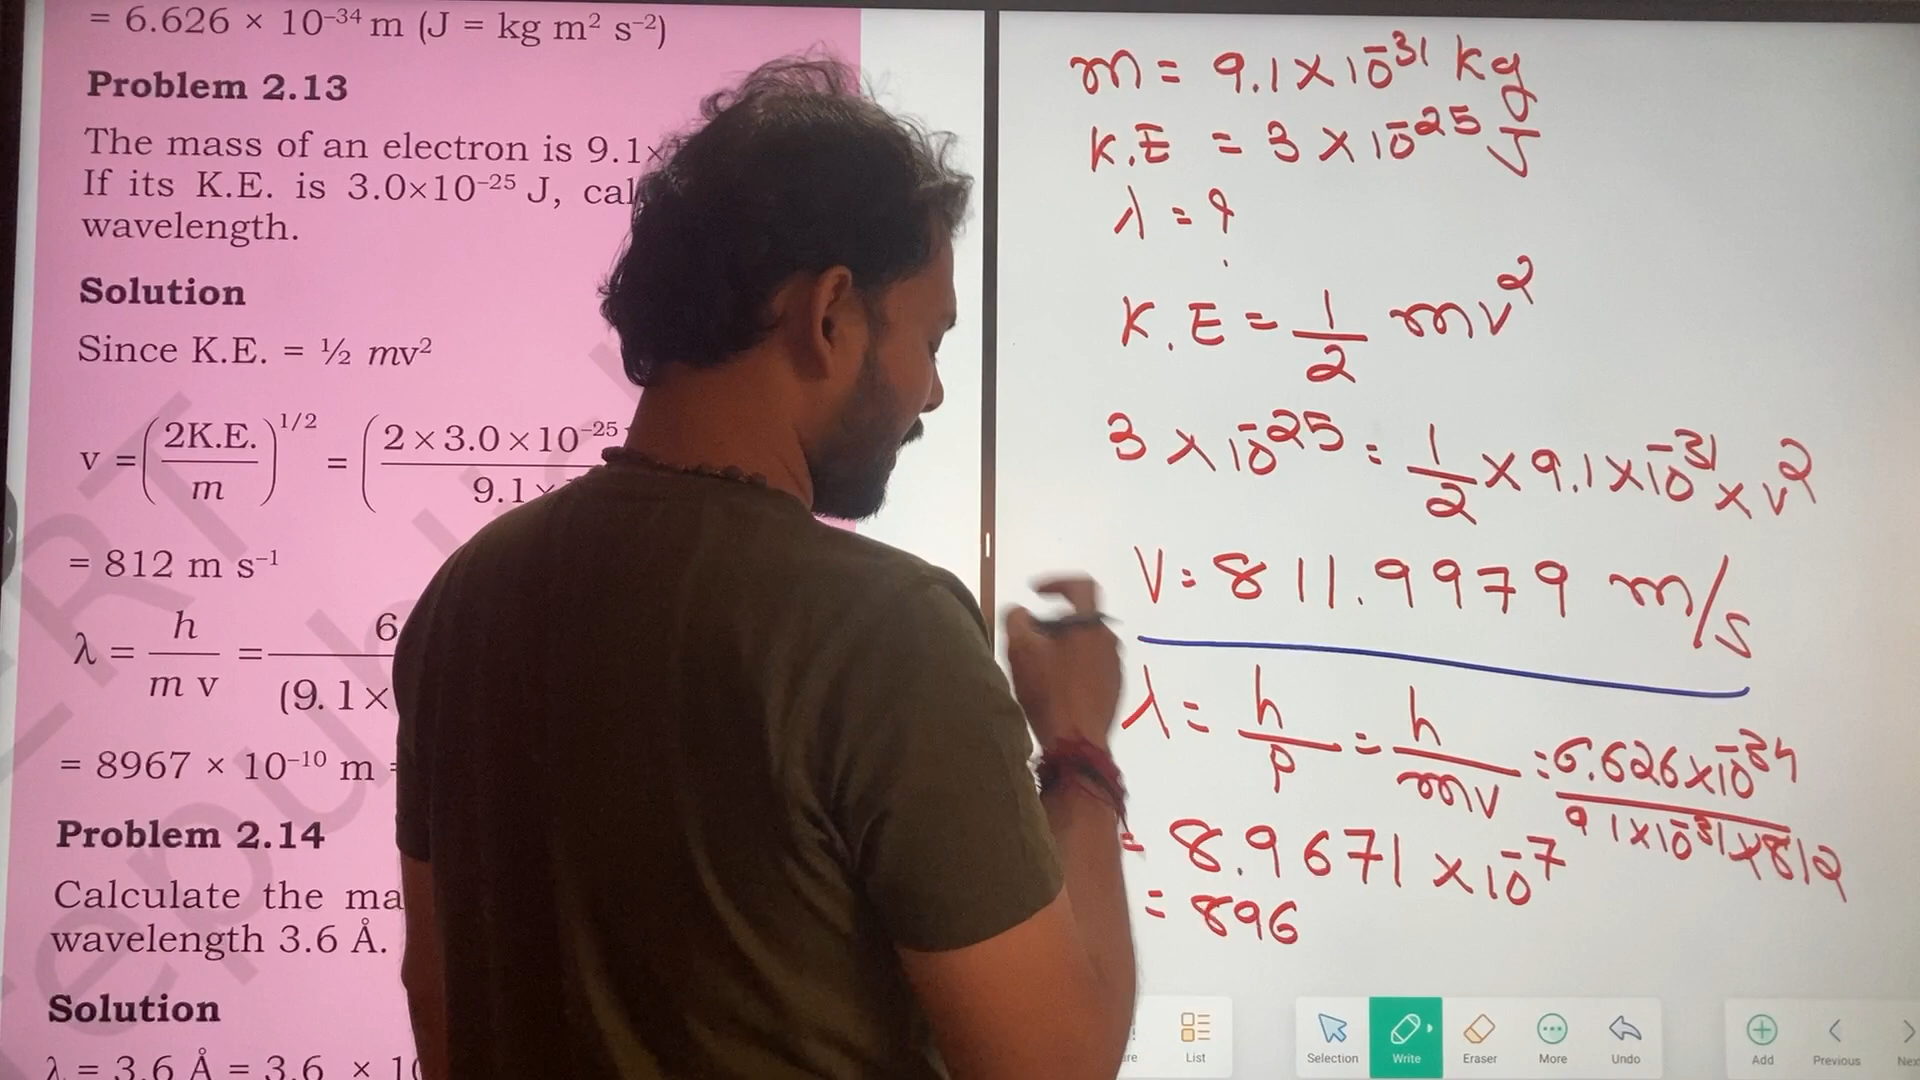 = 6.626 × 10⁻³⁴ m (J = kg m² s⁻²)
Problem 2.13
The mass of an electron is 9.1×
If its K.E. is 3.0×10⁻²⁵ J, cal
wavelength.
Solution
Since K.E. = ½ mv²
v = (2K.E./m)^1/2 = (2×3.0×10⁻²⁵ / 9.1×
= 812 m s⁻¹
λ = h/m v = 6 / (9.1×
= 8967 × 10⁻¹⁰ m =
Problem 2.14
Calculate the ma
wavelength 3.6 Å.
Solution
λ = 3.6 Å = 3.6 × 10
m = 9.1×10⁻³¹ kg
K.E = 3 × 10⁻²⁵ J
λ = ?
K.E = 1/2 mv²
3 × 10⁻²⁵ = 1/2 × 9.1×10⁻³¹ × v²
V = 811.9979 m/s
λ = h/p = h/mv = 6.626×10⁻³⁴ / 9.1×10⁻³¹×812
= 8.9671 × 10⁻⁷
= 896
List
Selection
Write
Eraser
More
Undo
Add
Previous